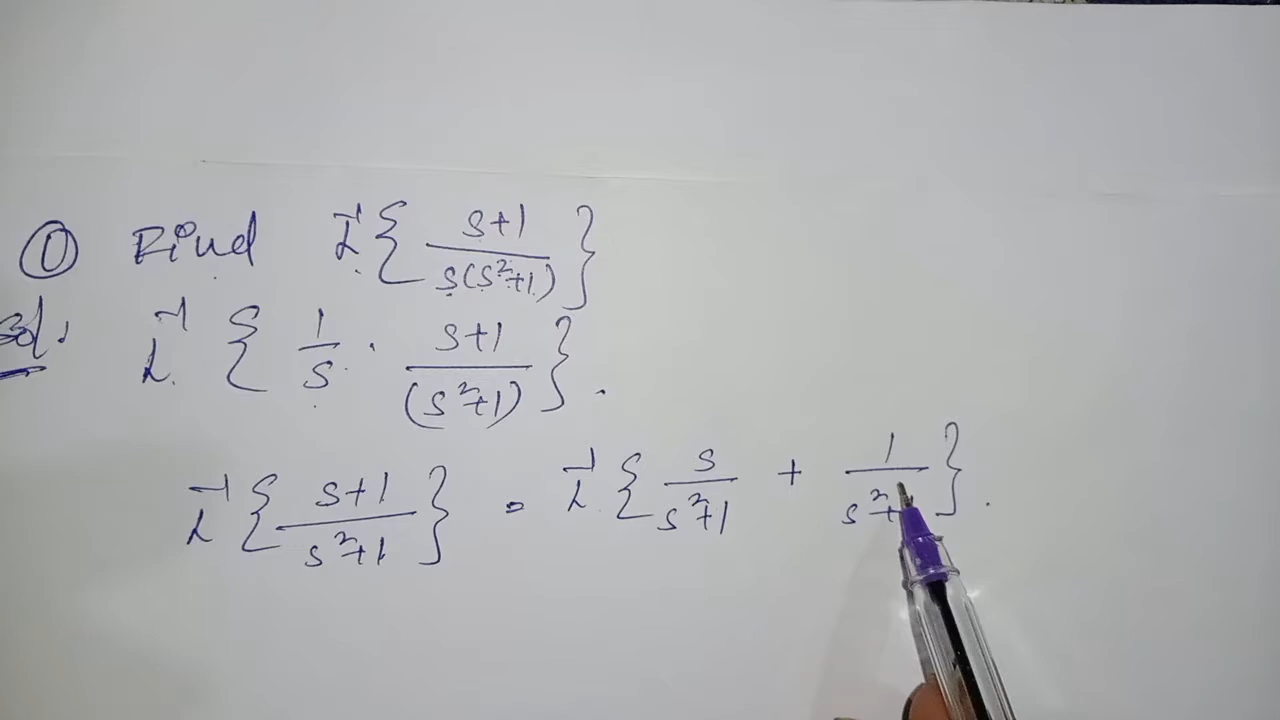 ① Find L⁻¹{ (s+1) / s(s²+1) }
Sol: L⁻¹ { 1/s · (s+1)/(s²+1) }.
L⁻¹{ (s+1)/(s²+1) } = L⁻¹{ s/(s²+1) + 1/(s²+1) }.